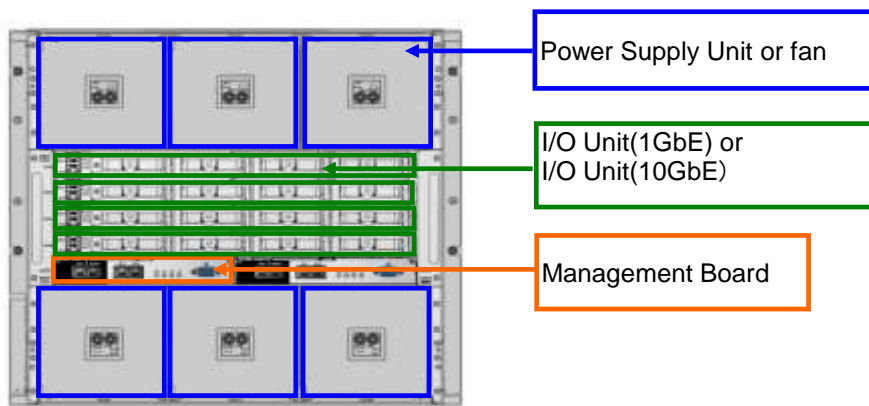 Power Supply Unit or fan
I/O Unit(1GbE) or
I/O Unit(10GbE）
Management Board